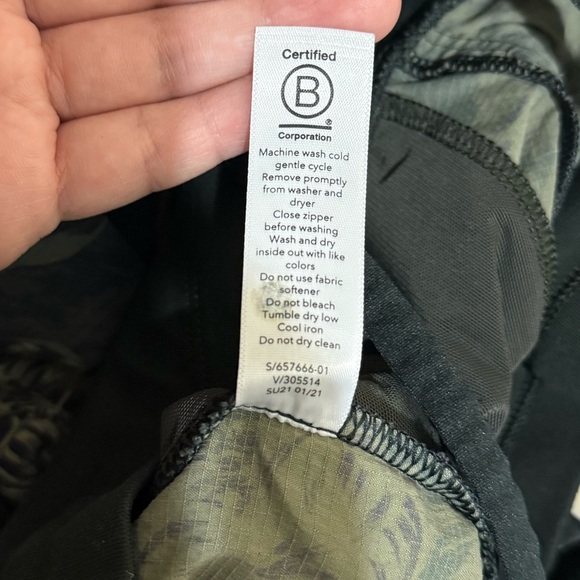 Certified
B
®
Corporation
Machine wash cold
gentle cycle
Remove promptly
from washer and
dryer
Close zipper
before washing
Wash and dry
inside out with like
colors
Do not use fabric
softener
Do not bleach
Tumble dry low
Cool iron
Do not dry clean
S/657666-01
V/305514
SU21 01/21